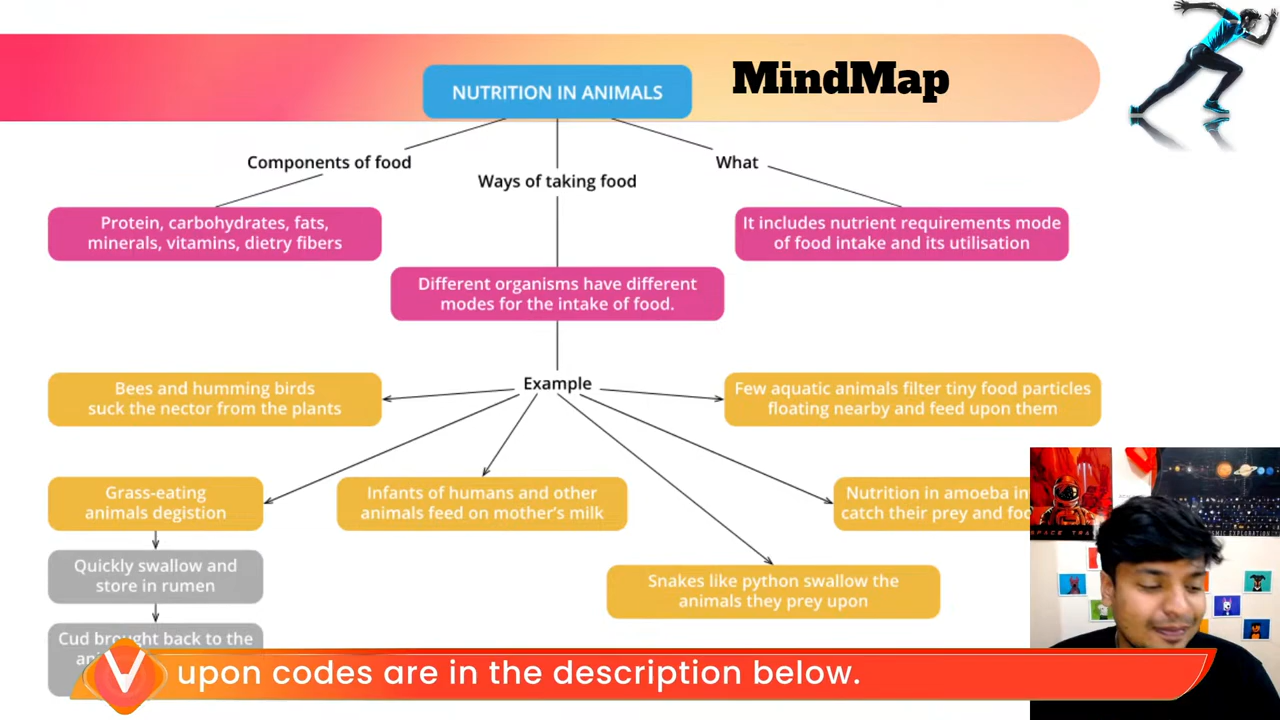 MindMap
NUTRITION IN ANIMALS
Components of food
Ways of taking food
What
Protein, carbohydrates, fats,
minerals, vitamins, dietry fibers
It includes nutrient requirements mode
of food intake and its utilisation
Different organisms have different
modes for the intake of food.
Example
Bees and humming birds
suck the nector from the plants
Few aquatic animals filter tiny food particles
floating nearby and feed upon them
Grass-eating
animals degistion
Infants of humans and other
animals feed on mother's milk
Nutrition in amoeba in
catch their prey and foo
Quickly swallow and
store in rumen
Snakes like python swallow the
animals they prey upon
Cud brought back to the
upon codes are in the description below.